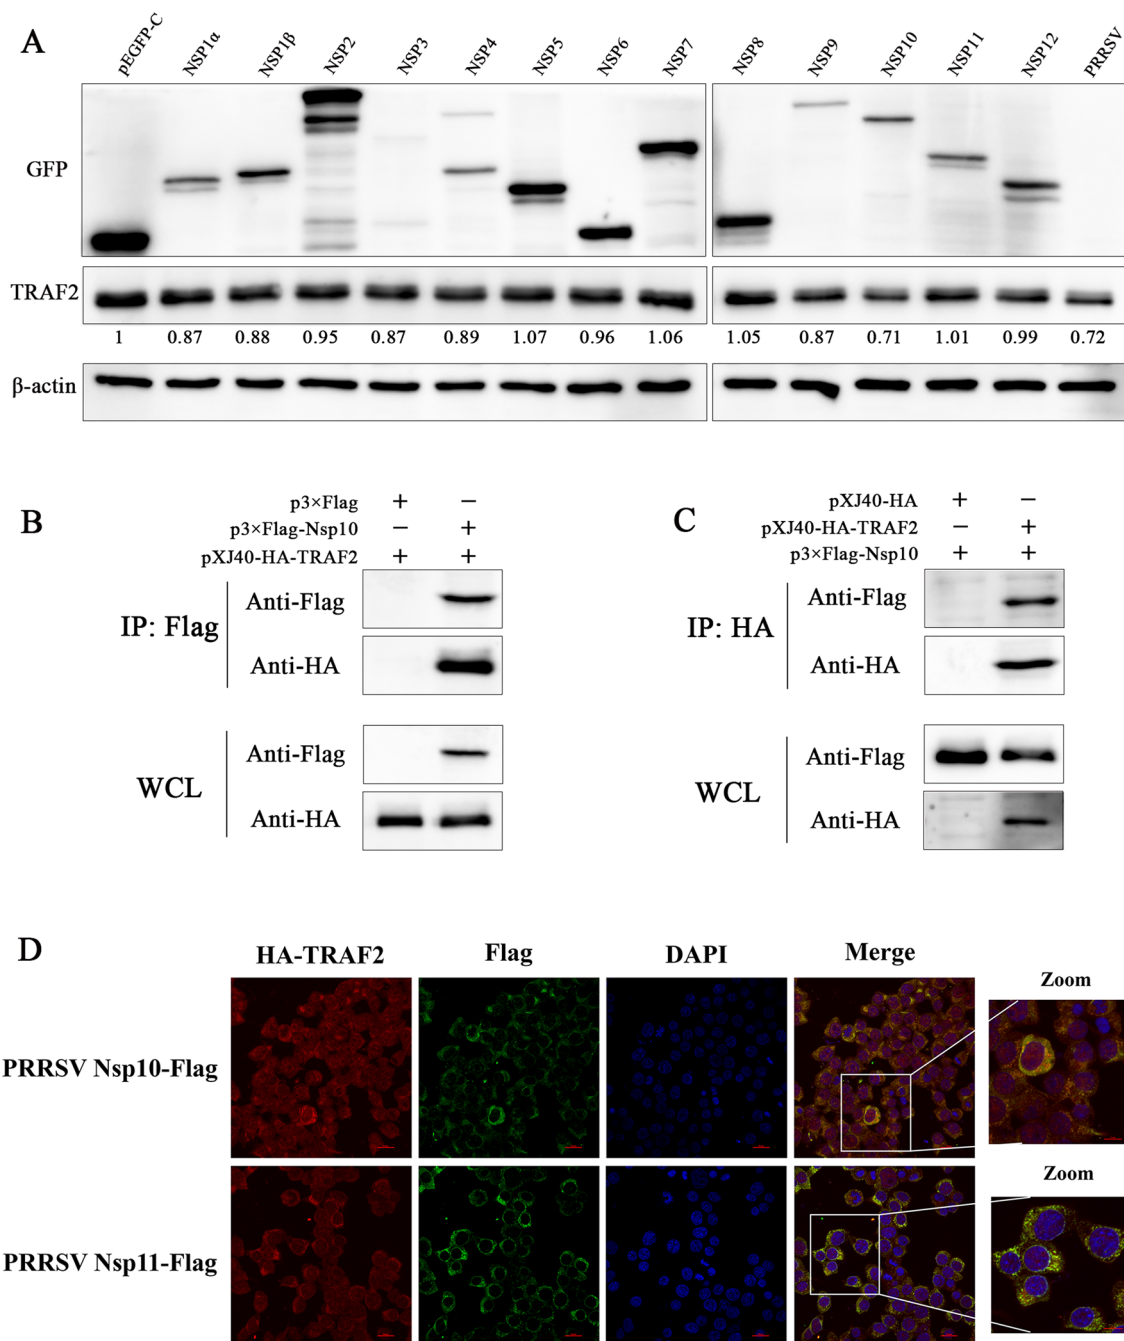 A
pEGFP-C NSP1α NSP1β NSP2 NSP3 NSP4 NSP5 NSP6 NSP7 NSP8 NSP9 NSP10 NSP11 NSP12 PRRSV
GFP
TRAF2
1 0.87 0.88 0.95 0.87 0.89 1.07 0.96 1.06 1.05 0.87 0.71 1.01 0.99 0.72
β-actin
B
p3×Flag + −
p3×Flag-Nsp10 − +
pXJ40-HA-TRAF2 + +
IP: Flag
Anti-Flag
Anti-HA
WCL
Anti-Flag
Anti-HA
C
pXJ40-HA + −
pXJ40-HA-TRAF2 − +
p3×Flag-Nsp10 + +
IP: HA
Anti-Flag
Anti-HA
WCL
Anti-Flag
Anti-HA
D
HA-TRAF2 Flag DAPI Merge
Zoom
PRRSV Nsp10-Flag
Zoom
PRRSV Nsp11-Flag